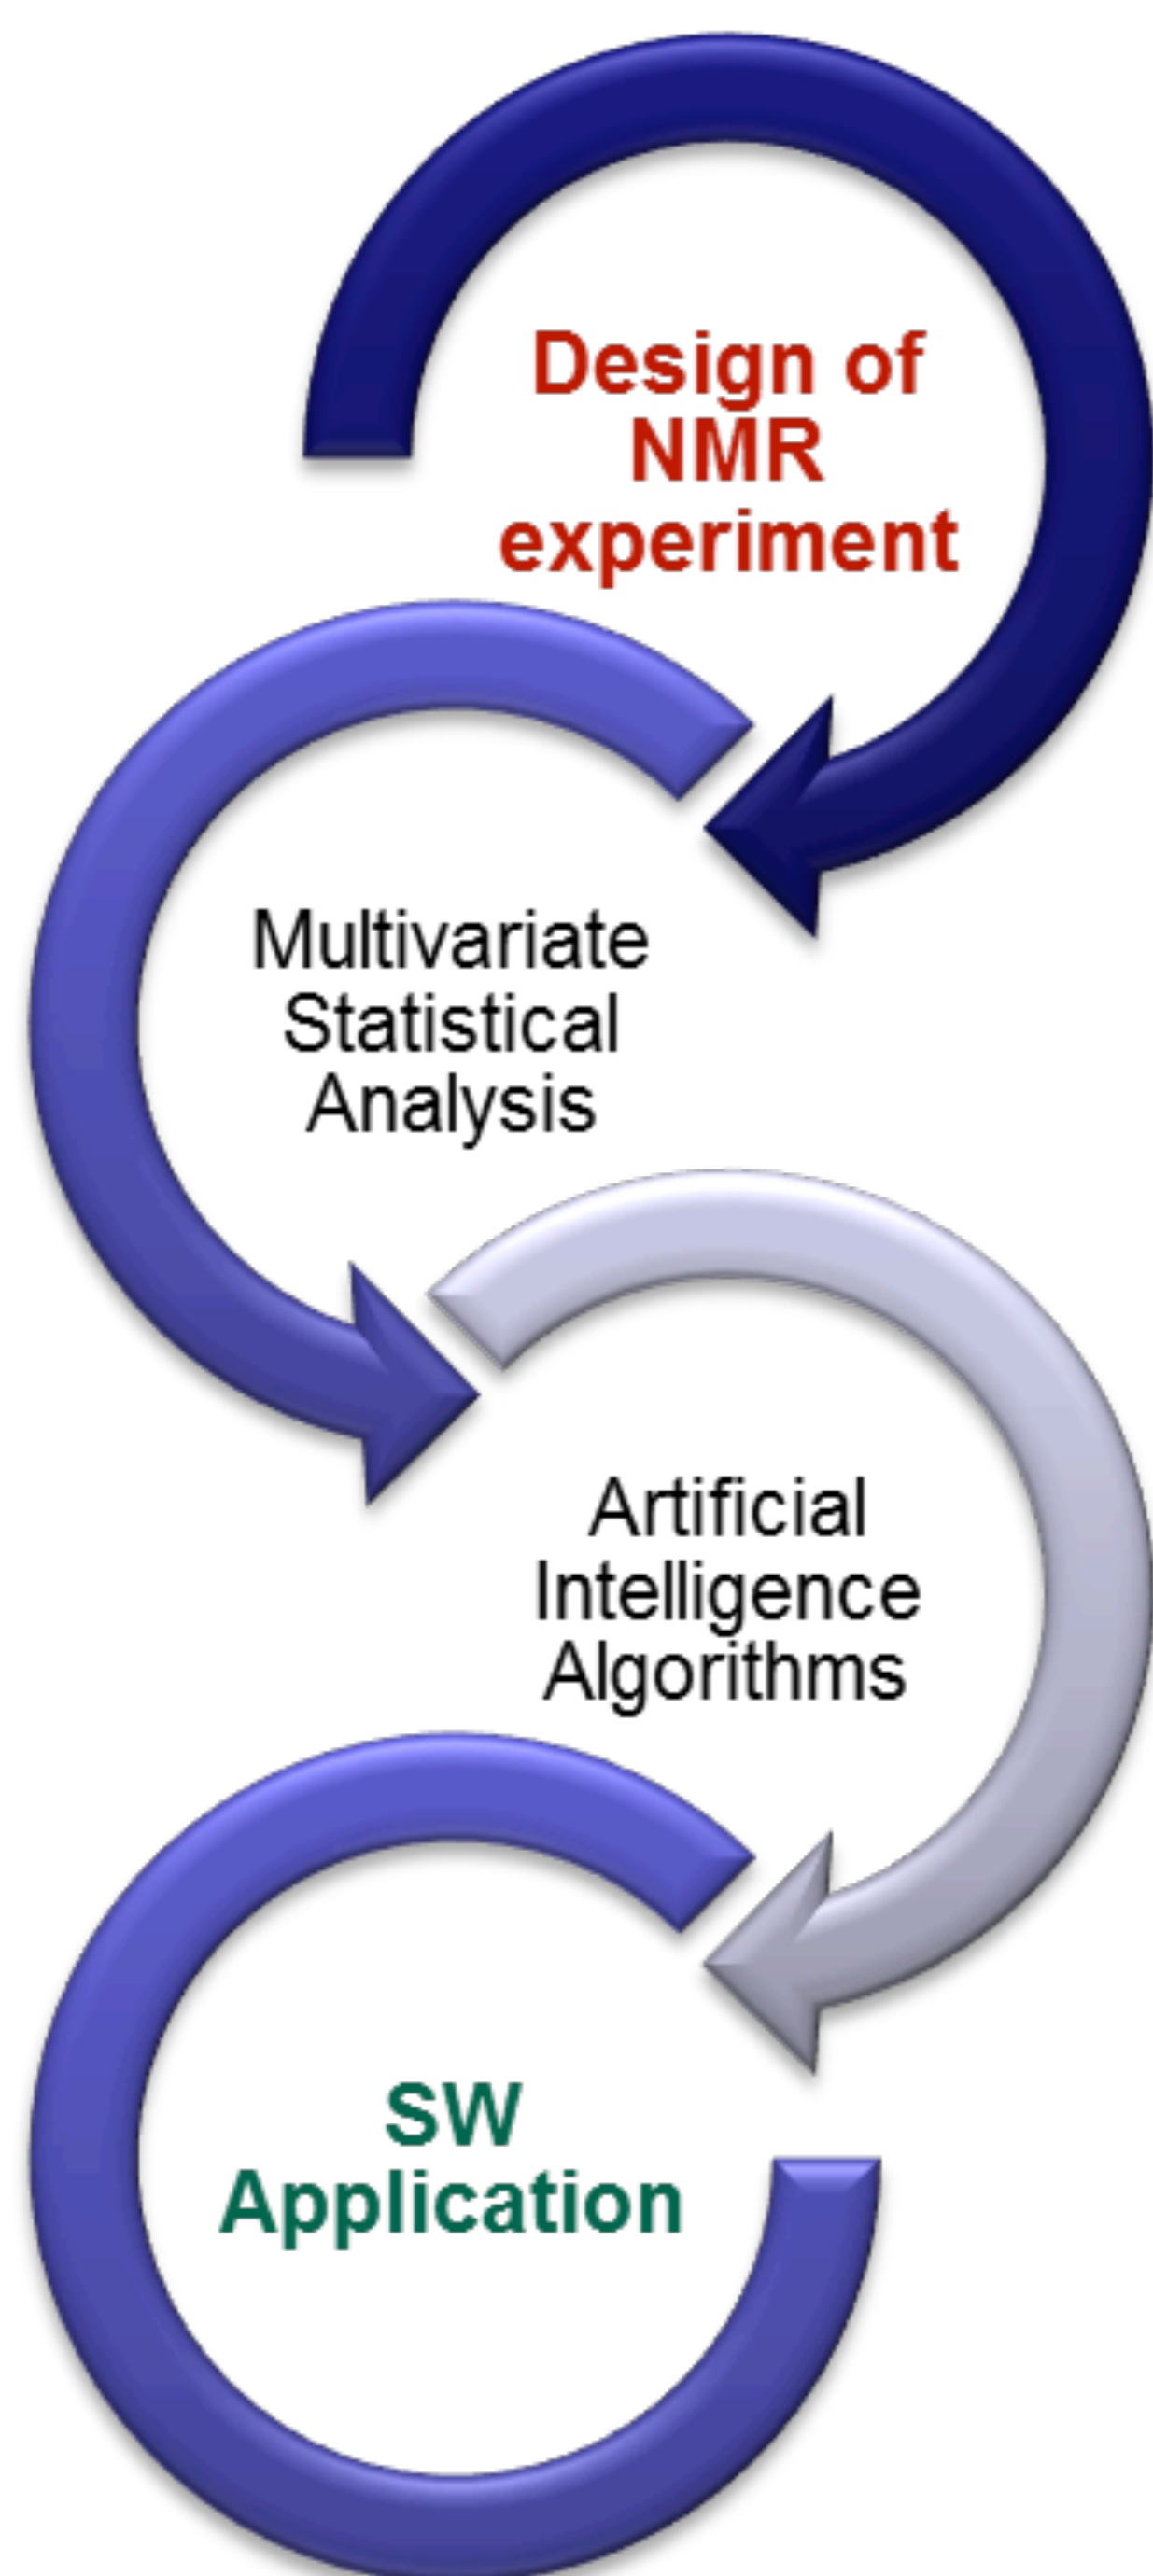 Design of
NMR
experiment
Multivariate
Statistical
Analysis
Artificial
Intelligence
Algorithms
SW
Application